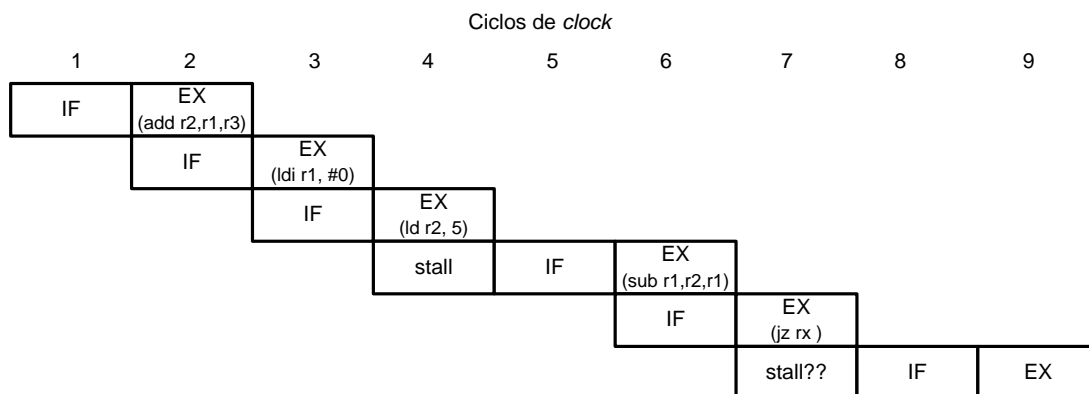 Ciclos de clock
1 2 3 4 5 6 7 8 9
IF EX
(add r2,r1,r3)
IF EX
(ldi r1, #0)
IF EX
(ld r2, 5)
stall IF EX
(sub r1,r2,r1)
IF EX
(jz rx )
stall?? IF EX